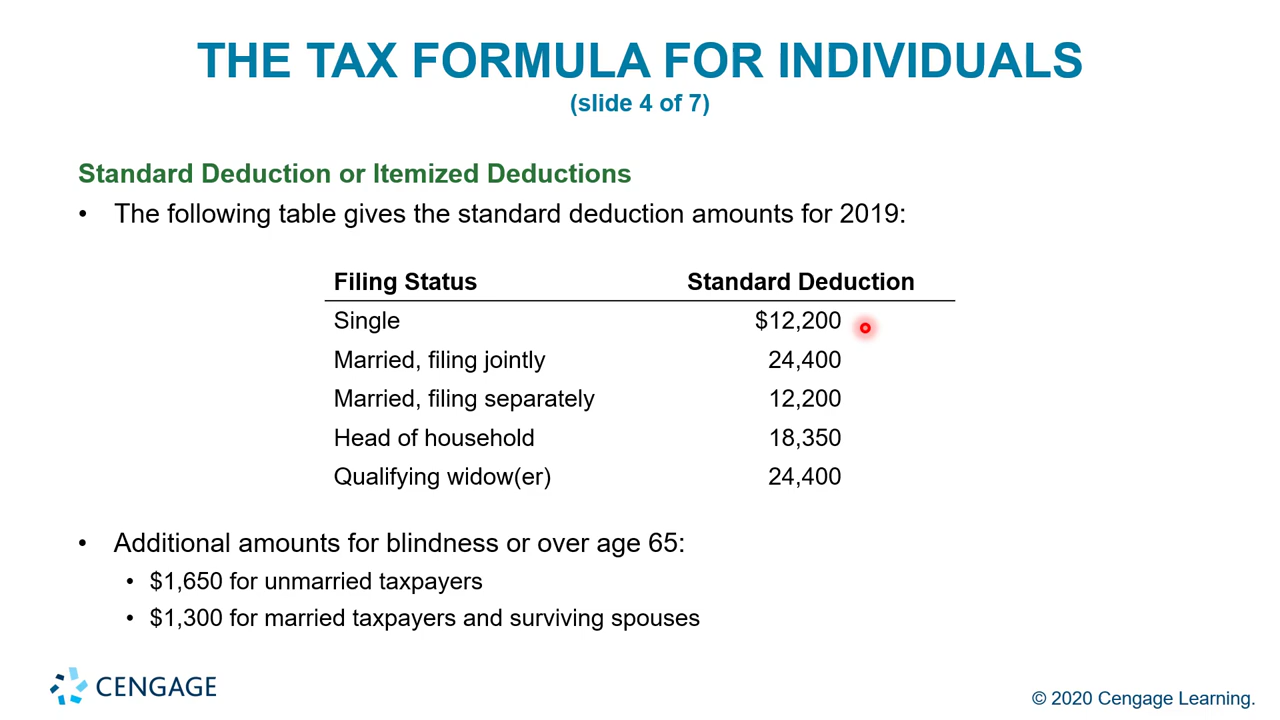 THE TAX FORMULA FOR INDIVIDUALS
(slide 4 of 7)
Standard Deduction or Itemized Deductions
• The following table gives the standard deduction amounts for 2019:
Filing Status Standard Deduction
Single $12,200
Married, filing jointly 24,400
Married, filing separately 12,200
Head of household 18,350
Qualifying widow(er) 24,400
• Additional amounts for blindness or over age 65:
• $1,650 for unmarried taxpayers
• $1,300 for married taxpayers and surviving spouses
CENGAGE
© 2020 Cengage Learning.